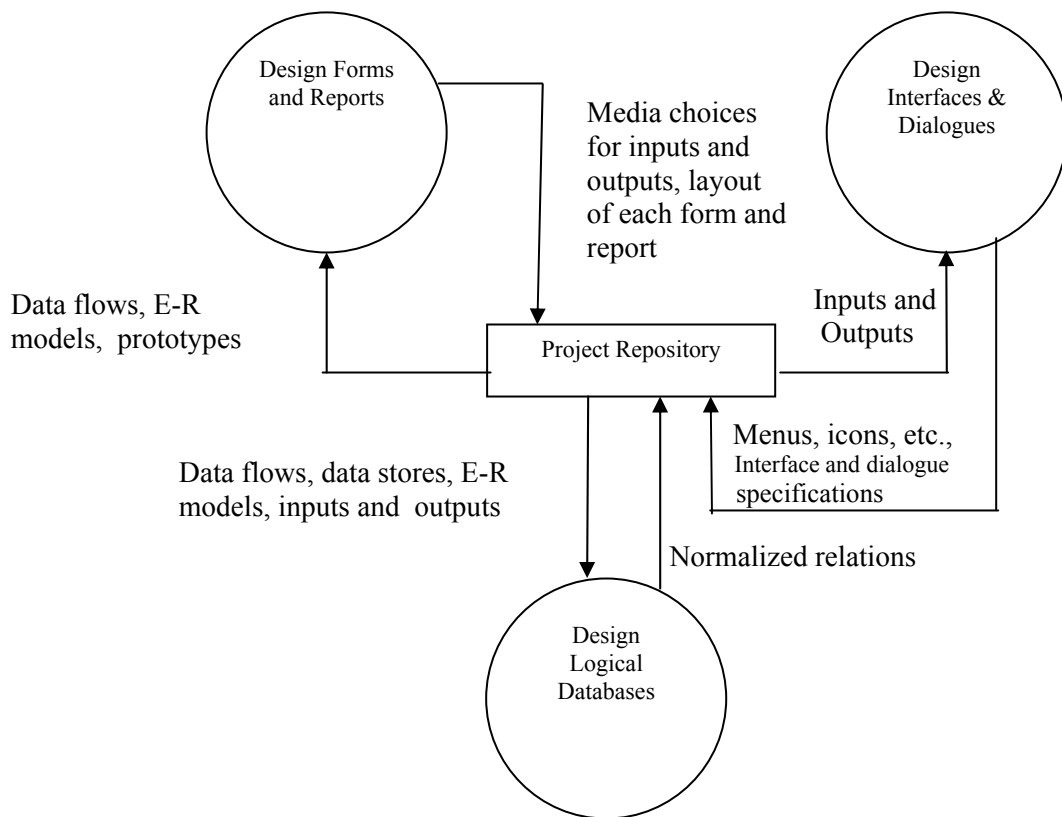 Design Forms
and Reports
Design
Interfaces &
Dialogues
Media choices
for inputs and
outputs, layout
of each form and
report
Data flows, E-R
models, prototypes
Inputs and
Outputs
Project Repository
Menus, icons, etc.,
Interface and dialogue
specifications
Data flows, data stores, E-R
models, inputs and outputs
Normalized relations
Design
Logical
Databases